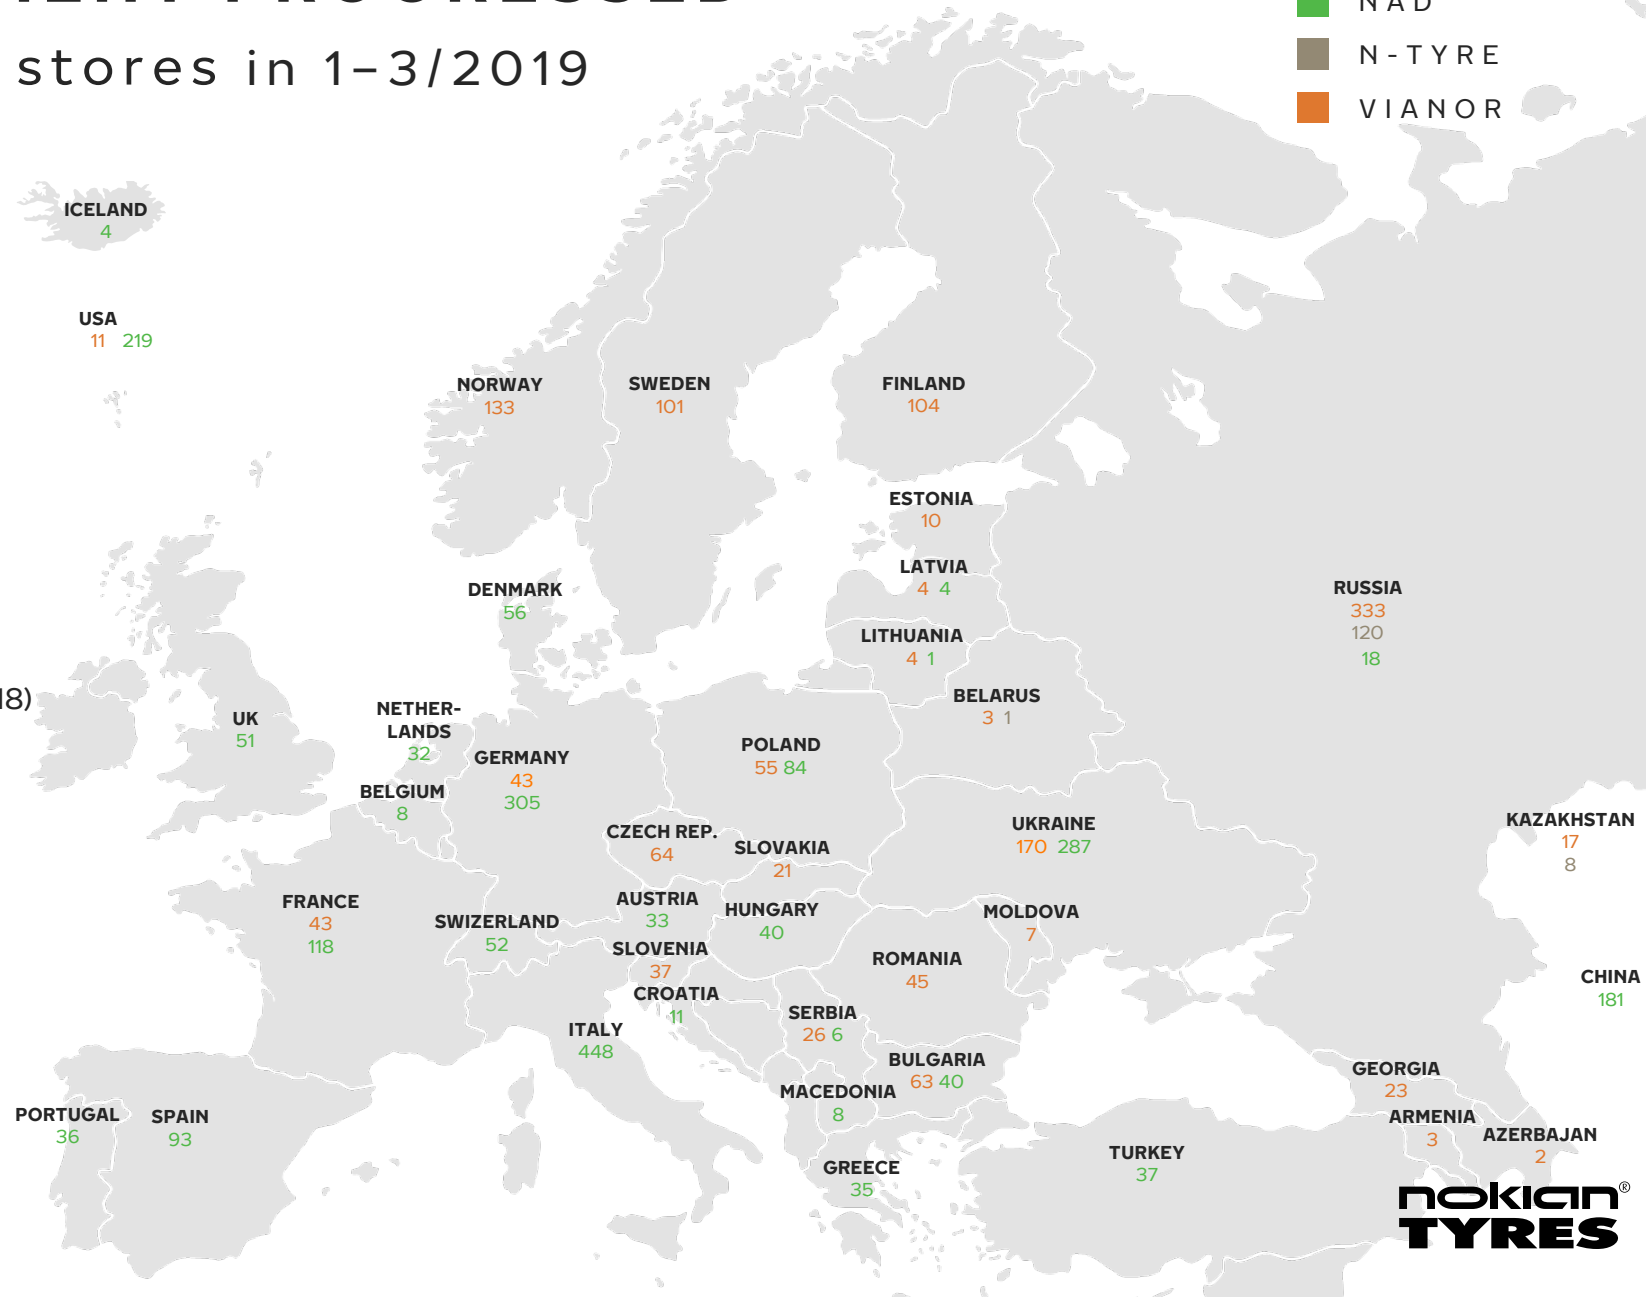 stores in 1–3/2019
NAD
N-TYRE
VIANOR
ICELAND
4
USA
11 219
NORWAY
133
SWEDEN
101
FINLAND
104
ESTONIA
10
LATVIA
4 4
LITHUANIA
4 1
DENMARK
56
RUSSIA
333
120
18
BELARUS
3 1
18)
UK
51
NETHER-
LANDS
32
GERMANY
43
305
POLAND
55 84
BELGIUM
8
CZECH REP.
64
SLOVAKIA
21
UKRAINE
170 287
KAZAKHSTAN
17
8
FRANCE
43
118
SWIZERLAND
52
AUSTRIA
33
HUNGARY
40
MOLDOVA
7
SLOVENIA
37
ROMANIA
45
CROATIA
11
CHINA
181
ITALY
448
SERBIA
26 6
BULGARIA
63 40
MACEDONIA
8
GEORGIA
23
PORTUGAL
36
SPAIN
93
ARMENIA
3
AZERBAJAN
2
TURKEY
37
GREECE
35
nokian®
TYRES